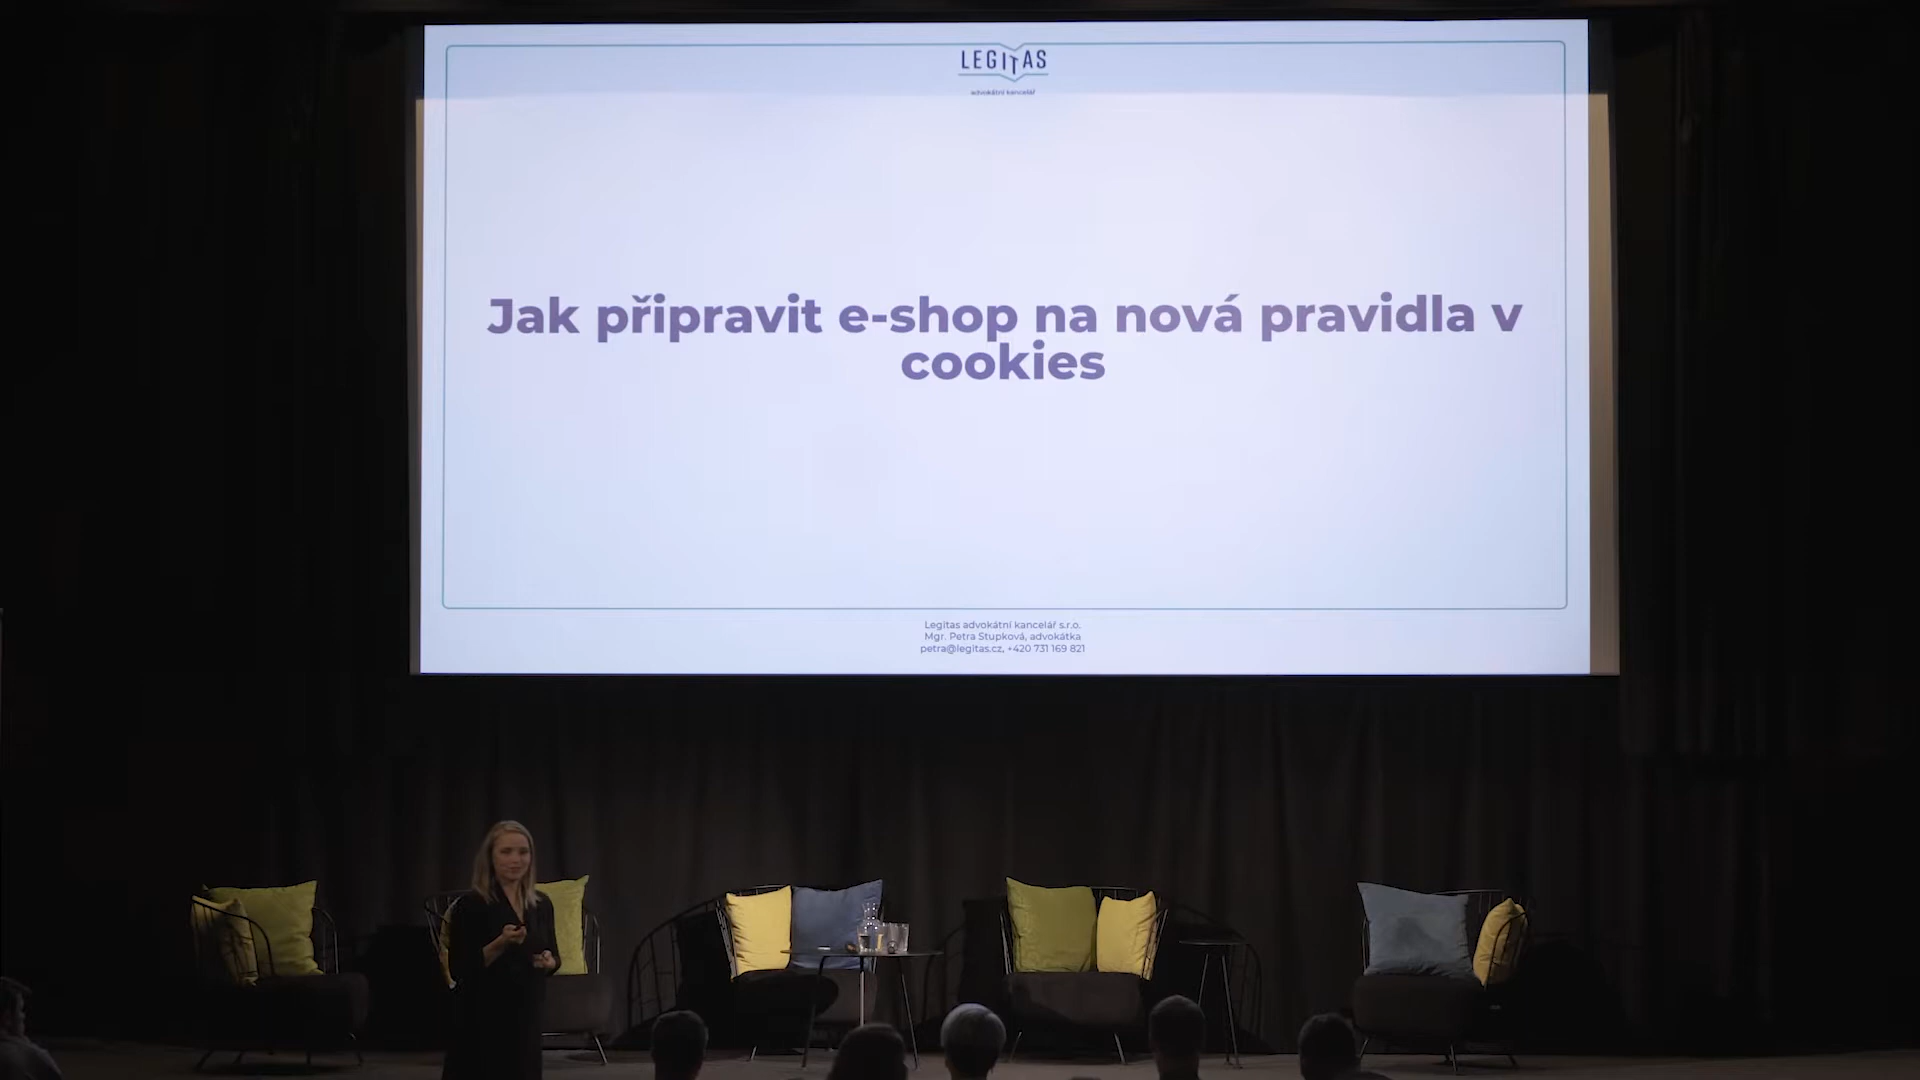 LEGITAS
advokátní kancelář
Jak připravit e-shop na nová pravidla v
cookies
Legitas advokátní kancelář s.r.o.
Mgr. Petra Stupková, advokátka
petra@legitas.cz, +420 731 169 821